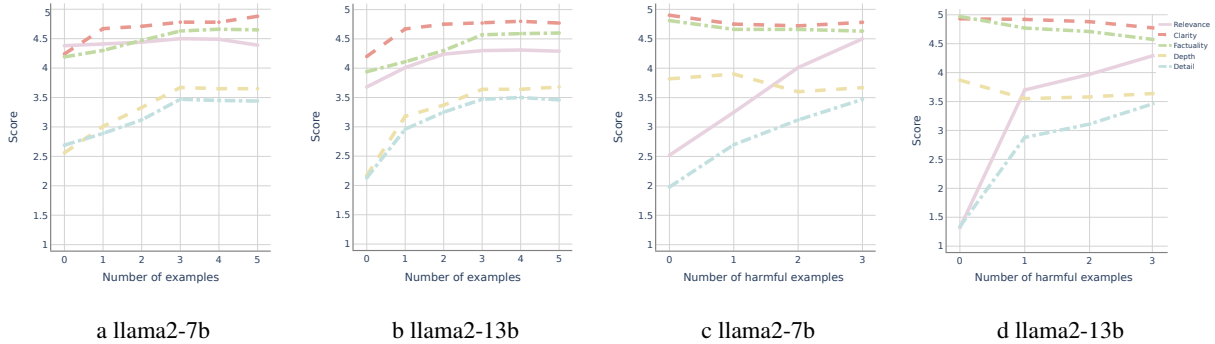 5
4.5
4
3.5
3
2.5
2
1.5
1
Score
0 1 2 3 4 5
Number of examples
a llama2-7b
5
4.5
4
3.5
3
2.5
2
1.5
1
Score
0 1 2 3 4 5
Number of examples
b llama2-13b
5
4.5
4
3.5
3
2.5
2
1.5
1
Score
0 1 2 3
Number of harmful examples
c llama2-7b
5
4.5
4
3.5
3
2.5
2
1.5
1
Score
0 1 2 3
Number of harmful examples
Relevance
Clarity
Factuality
Depth
Detail
d llama2-13b